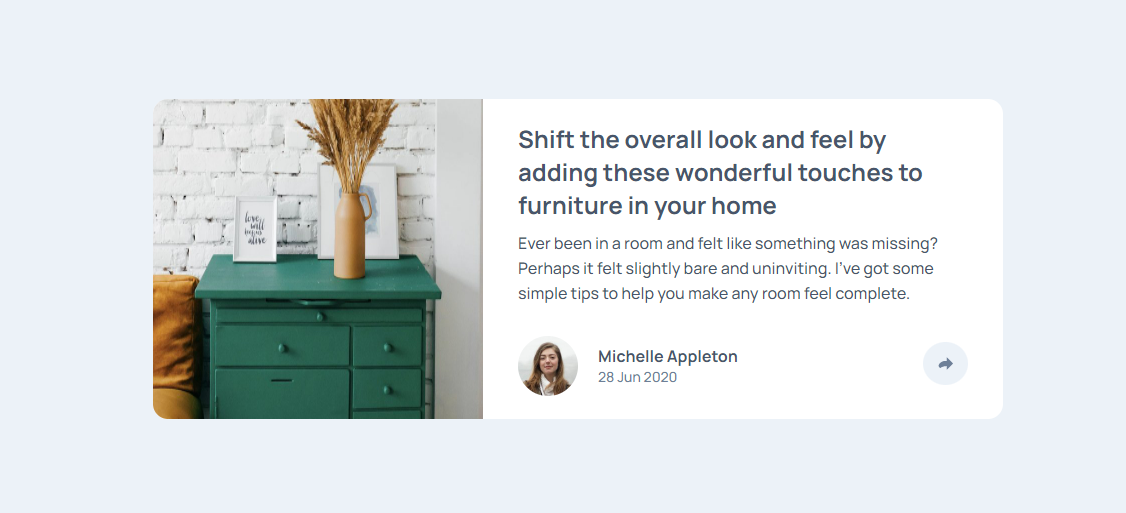 love
will
keep us
alive
Shift the overall look and feel by
adding these wonderful touches to
furniture in your home
Ever been in a room and felt like something was missing?
Perhaps it felt slightly bare and uninviting. I’ve got some
simple tips to help you make any room feel complete.
Michelle Appleton
28 Jun 2020